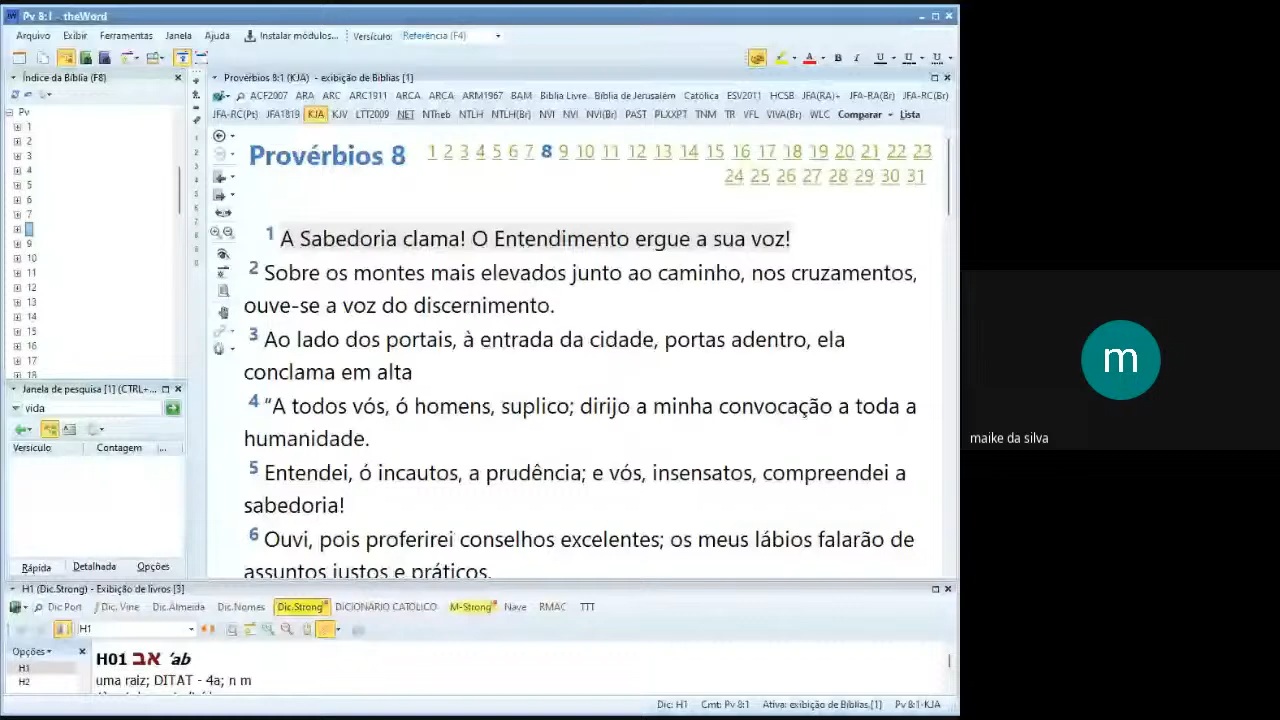 Pv 8:1 - theWord
Arquivo Exibir Ferramentas Janela Ajuda Instalar módulos... Versículo: Referência (F4)
Índice da Bíblia (F8)
Pv
1
2
3
4
5
6
7
9
10
11
12
13
14
15
16
17
18
Janela de pesquisa [1] (CTRL+...
vida
Versículo Contagem ...
Rápida Detalhada Opções
Provérbios 8:1 (KJA) - exibição de Bíblias [1]
ACF2007 ARA ARC ARC1911 ARCA ARCA ARM1967 BAM Bíblia Livre Bíblia de Jerusalém Católica ESV2011 HCSB JFA(RA)+ JFA-RA(Br) JFA-RC(Br)
JFA-RC(Pt) JFA1819 KJA KJV LTT2009 NET NTheb NTLH NTLH(Br) NVI NVI NVI(Br) PAST PLXXPT TNM TR VFL VIVA(Br) WLC Comparar Lista
Provérbios 8
1 2 3 4 5 6 7 8 9 10 11 12 13 14 15 16 17 18 19 20 21 22 23
24 25 26 27 28 29 30 31
1 A Sabedoria clama! O Entendimento ergue a sua voz!
2 Sobre os montes mais elevados junto ao caminho, nos cruzamentos,
ouve-se a voz do discernimento.
3 Ao lado dos portais, à entrada da cidade, portas adentro, ela
conclama em alta
4 “A todos vós, ó homens, suplico; dirijo a minha convocação a toda a
humanidade.
5 Entendei, ó incautos, a prudência; e vós, insensatos, compreendei a
sabedoria!
6 Ouvi, pois proferirei conselhos excelentes; os meus lábios falarão de
assuntos justos e práticos.
H1 (Dic.Strong) - Exibição de livros [3]
Dic Port Dic. Vine Dic.Almeida Dic.Nomes Dic.Strong DICIONÁRIO CATÓLICO M-Strong Nave RMAC TTT
H1
Opções
H1
H2
H01 אב ’ab
uma raiz; DITAT - 4a; n m
Dic: H1 Cmt: Pv 8:1 Ativa: exibição de Bíblias [1] Pv 8:1-KJA
m
maike da silva